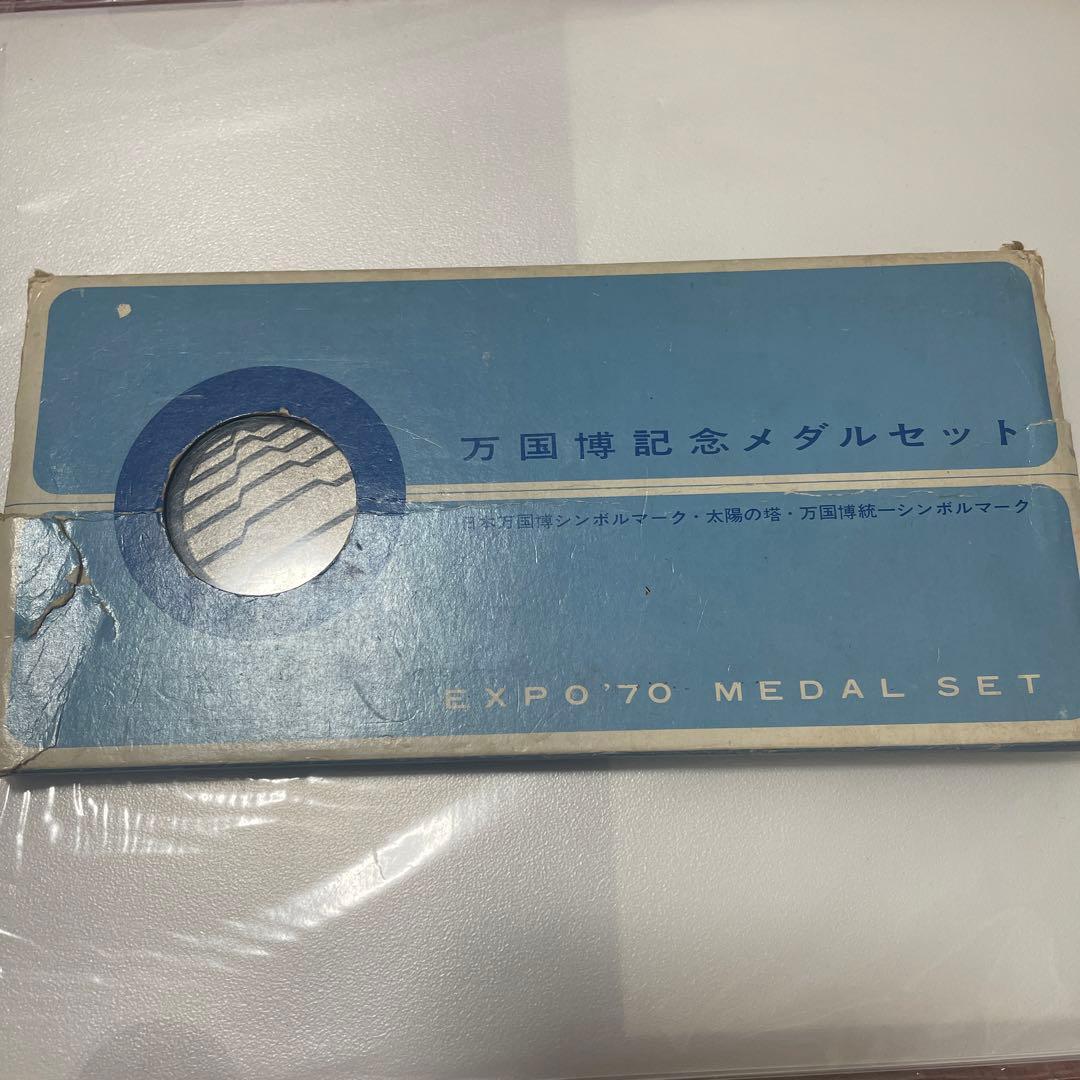 万国博記念メダルセット
日本万国博シンボルマーク・太陽の塔・万国博統一シンボルマーク
EXPO'70 MEDAL SET